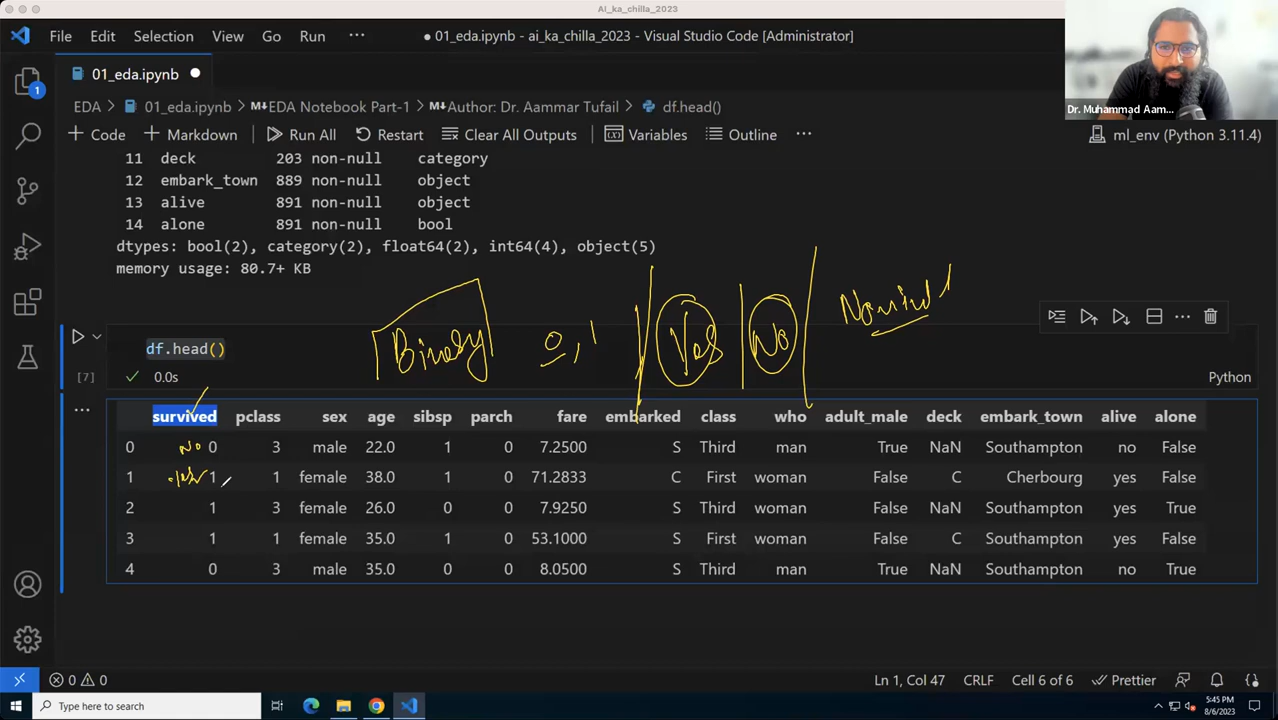 Ai_ka_chilla_2023
File Edit Selection View Go Run ··· 01_eda.ipynb - ai_ka_chilla_2023 - Visual Studio Code [Administrator]
01_eda.ipynb
EDA > 01_eda.ipynb > M↓EDA Notebook Part-1 > M↓Author: Dr. Aammar Tufail > df.head()
Dr. Muhammad Aam...
+ Code + Markdown Run All Restart Clear All Outputs Variables Outline ··· ml_env (Python 3.11.4)
11 deck 203 non-null category
12 embark_town 889 non-null object
13 alive 891 non-null object
14 alone 891 non-null bool
dtypes: bool(2), category(2), float64(2), int64(4), object(5)
memory usage: 80.7+ KB
Binary 0,1 Yes No
df.head()
[7] 0.0s Python
survived pclass sex age sibsp parch fare embarked class who adult_male deck embark_town alive alone
0 No 0 3 male 22.0 1 0 7.2500 S Third man True NaN Southampton no False
1 yes 1 1 female 38.0 1 0 71.2833 C First woman False C Cherbourg yes False
2 1 3 female 26.0 0 0 7.9250 S Third woman False NaN Southampton yes True
3 1 1 female 35.0 1 0 53.1000 S First woman False C Southampton yes False
4 0 3 male 35.0 0 0 8.0500 S Third man True NaN Southampton no True
0 0 Ln 1, Col 47 CRLF Cell 6 of 6 Prettier
Type here to search 5:45 PM
8/6/2023